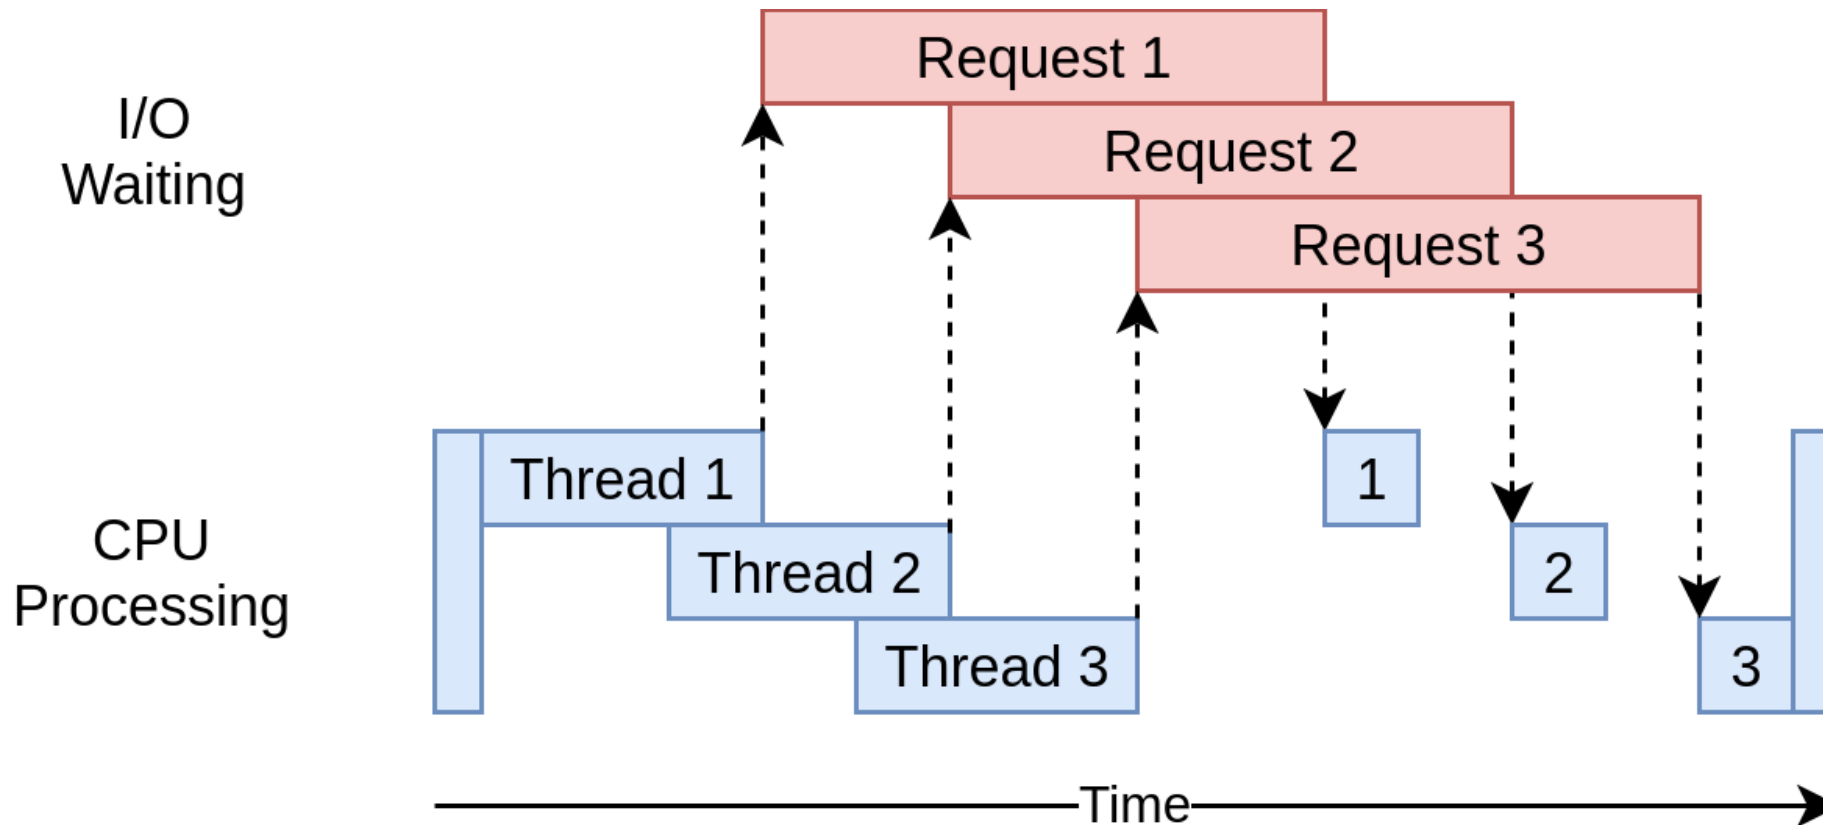 Request 1
I/O
Waiting
Request 2
Request 3
Thread 1
1
CPU
Processing
Thread 2
2
Thread 3
3
Time